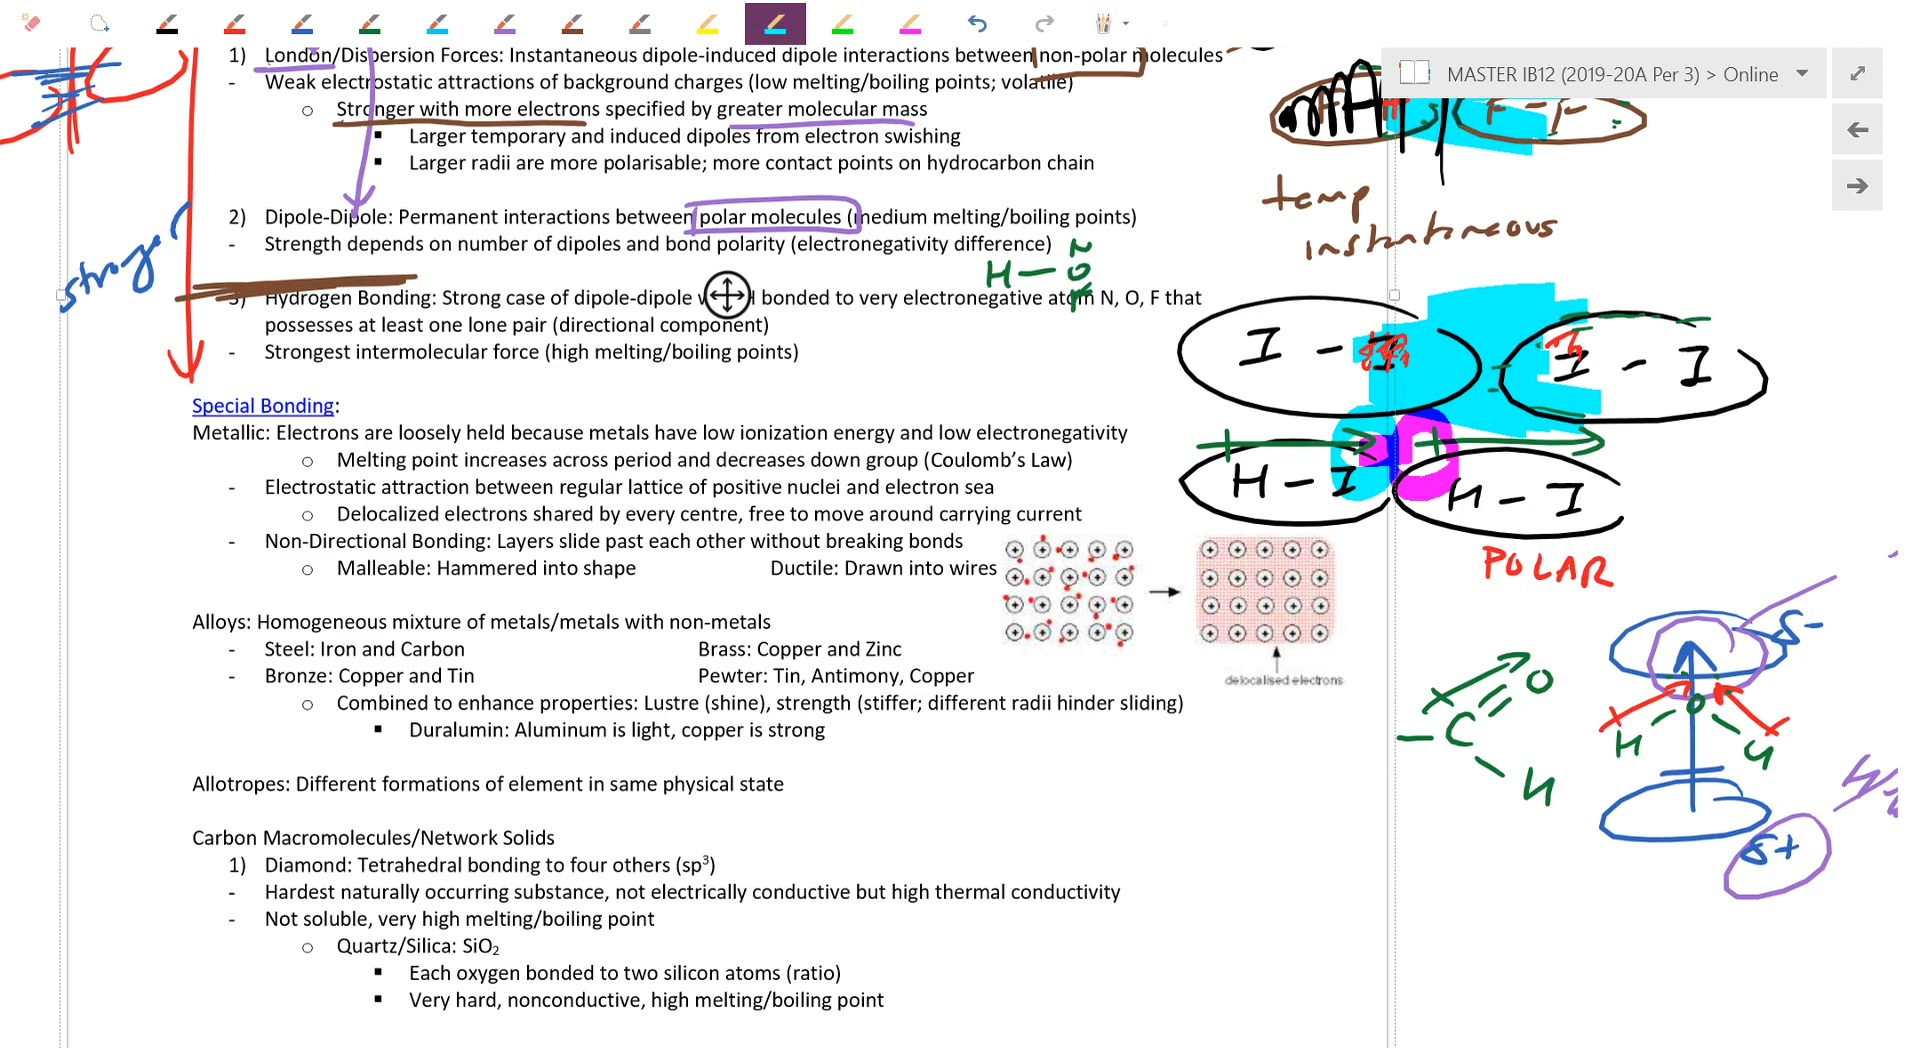 1) London/Dispersion Forces: Instantaneous dipole-induced dipole interactions between non-polar molecules
- Weak electrostatic attractions of background charges (low melting/boiling points; volatile)
MASTER IB12 (2019-20A Per 3) > Online
o Stronger with more electrons specified by greater molecular mass
F - F
▪ Larger temporary and induced dipoles from electron swishing
▪ Larger radii are more polarisable; more contact points on hydrocarbon chain
temp
instantaneous
2) Dipole-Dipole: Permanent interactions between polar molecules (medium melting/boiling points)
- Strength depends on number of dipoles and bond polarity (electronegativity difference)
H — N
O
F
3) Hydrogen Bonding: Strong case of dipole-dipole bonded to very electronegative atom N, O, F that
possesses at least one lone pair (directional component)
- Strongest intermolecular force (high melting/boiling points)
I - I
I - I
Special Bonding:
Metallic: Electrons are loosely held because metals have low ionization energy and low electronegativity
o Melting point increases across period and decreases down group (Coulomb's Law)
H - I
H - I
- Electrostatic attraction between regular lattice of positive nuclei and electron sea
o Delocalized electrons shared by every centre, free to move around carrying current
- Non-Directional Bonding: Layers slide past each other without breaking bonds
o Malleable: Hammered into shape Ductile: Drawn into wires
POLAR
Alloys: Homogeneous mixture of metals/metals with non-metals
- Steel: Iron and Carbon Brass: Copper and Zinc
- Bronze: Copper and Tin Pewter: Tin, Antimony, Copper
delocalised electrons
o Combined to enhance properties: Lustre (shine), strength (stiffer; different radii hinder sliding)
▪ Duralumin: Aluminum is light, copper is strong
δ-
O
C
H
O
H H
δ+
Allotropes: Different formations of element in same physical state
Carbon Macromolecules/Network Solids
1) Diamond: Tetrahedral bonding to four others (sp³)
- Hardest naturally occurring substance, not electrically conductive but high thermal conductivity
- Not soluble, very high melting/boiling point
o Quartz/Silica: SiO₂
▪ Each oxygen bonded to two silicon atoms (ratio)
▪ Very hard, nonconductive, high melting/boiling point